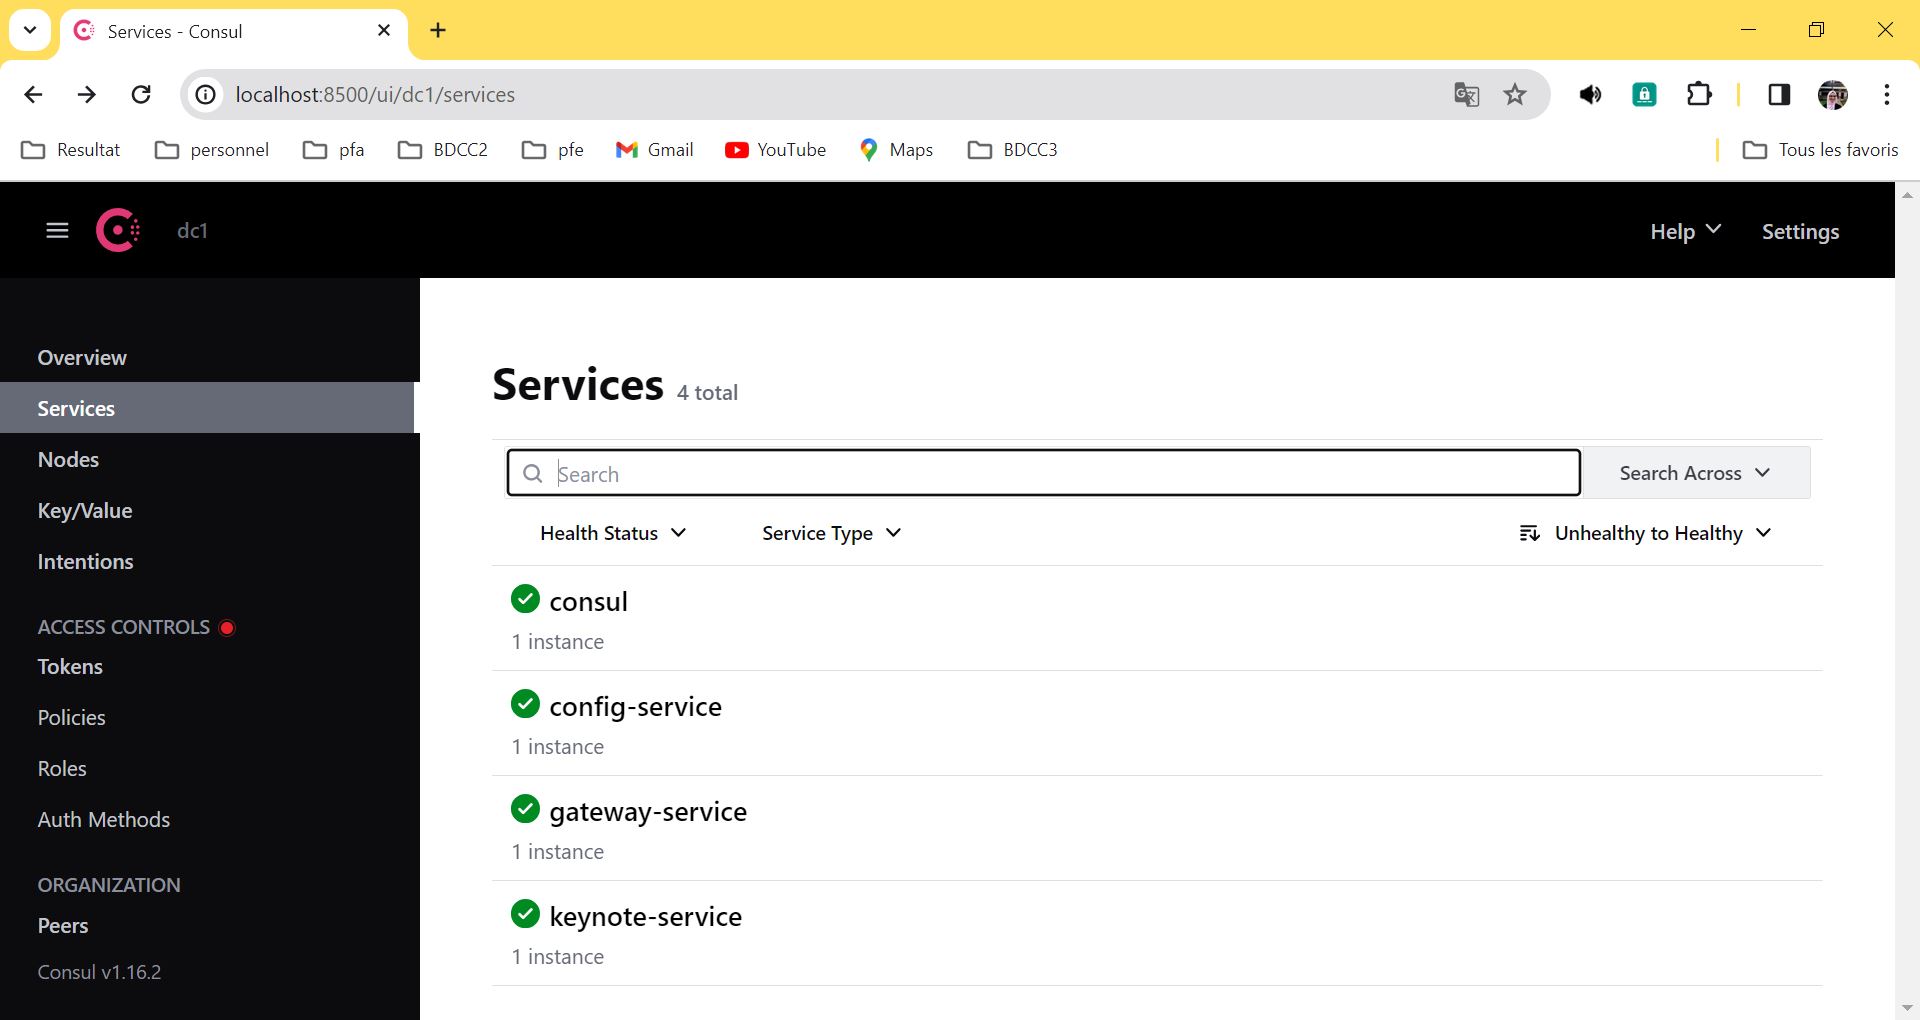 Services - Consul
localhost:8500/ui/dc1/services
Resultat personnel pfa BDCC2 pfe Gmail YouTube Maps BDCC3 Tous les favoris
dc1 Help Settings
Overview
Services
Nodes
Key/Value
Intentions
ACCESS CONTROLS
Tokens
Policies
Roles
Auth Methods
ORGANIZATION
Peers
Consul v1.16.2
Services 4 total
Search Search Across
Health Status Service Type Unhealthy to Healthy
consul
1 instance
config-service
1 instance
gateway-service
1 instance
keynote-service
1 instance